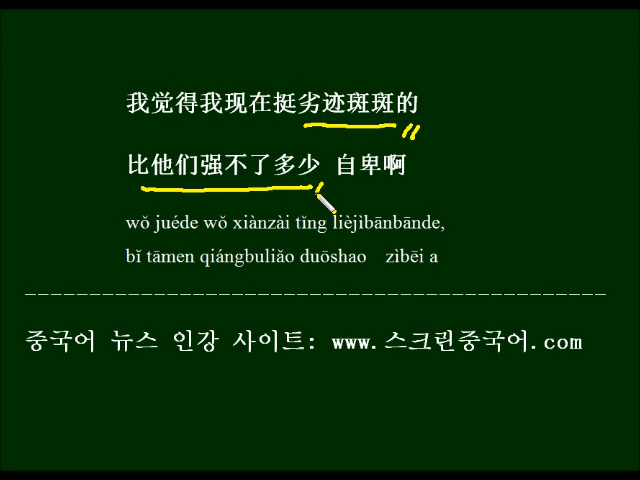 我觉得我现在挺劣迹斑斑的
比他们强不了多少 自卑啊
wǒ juéde wǒ xiànzài tǐng lièjìbānbānde,
bǐ tāmen qiángbuliǎo duōshao zìbēi a
중국어 뉴스 인강 사이트: www.스크린중국어.com